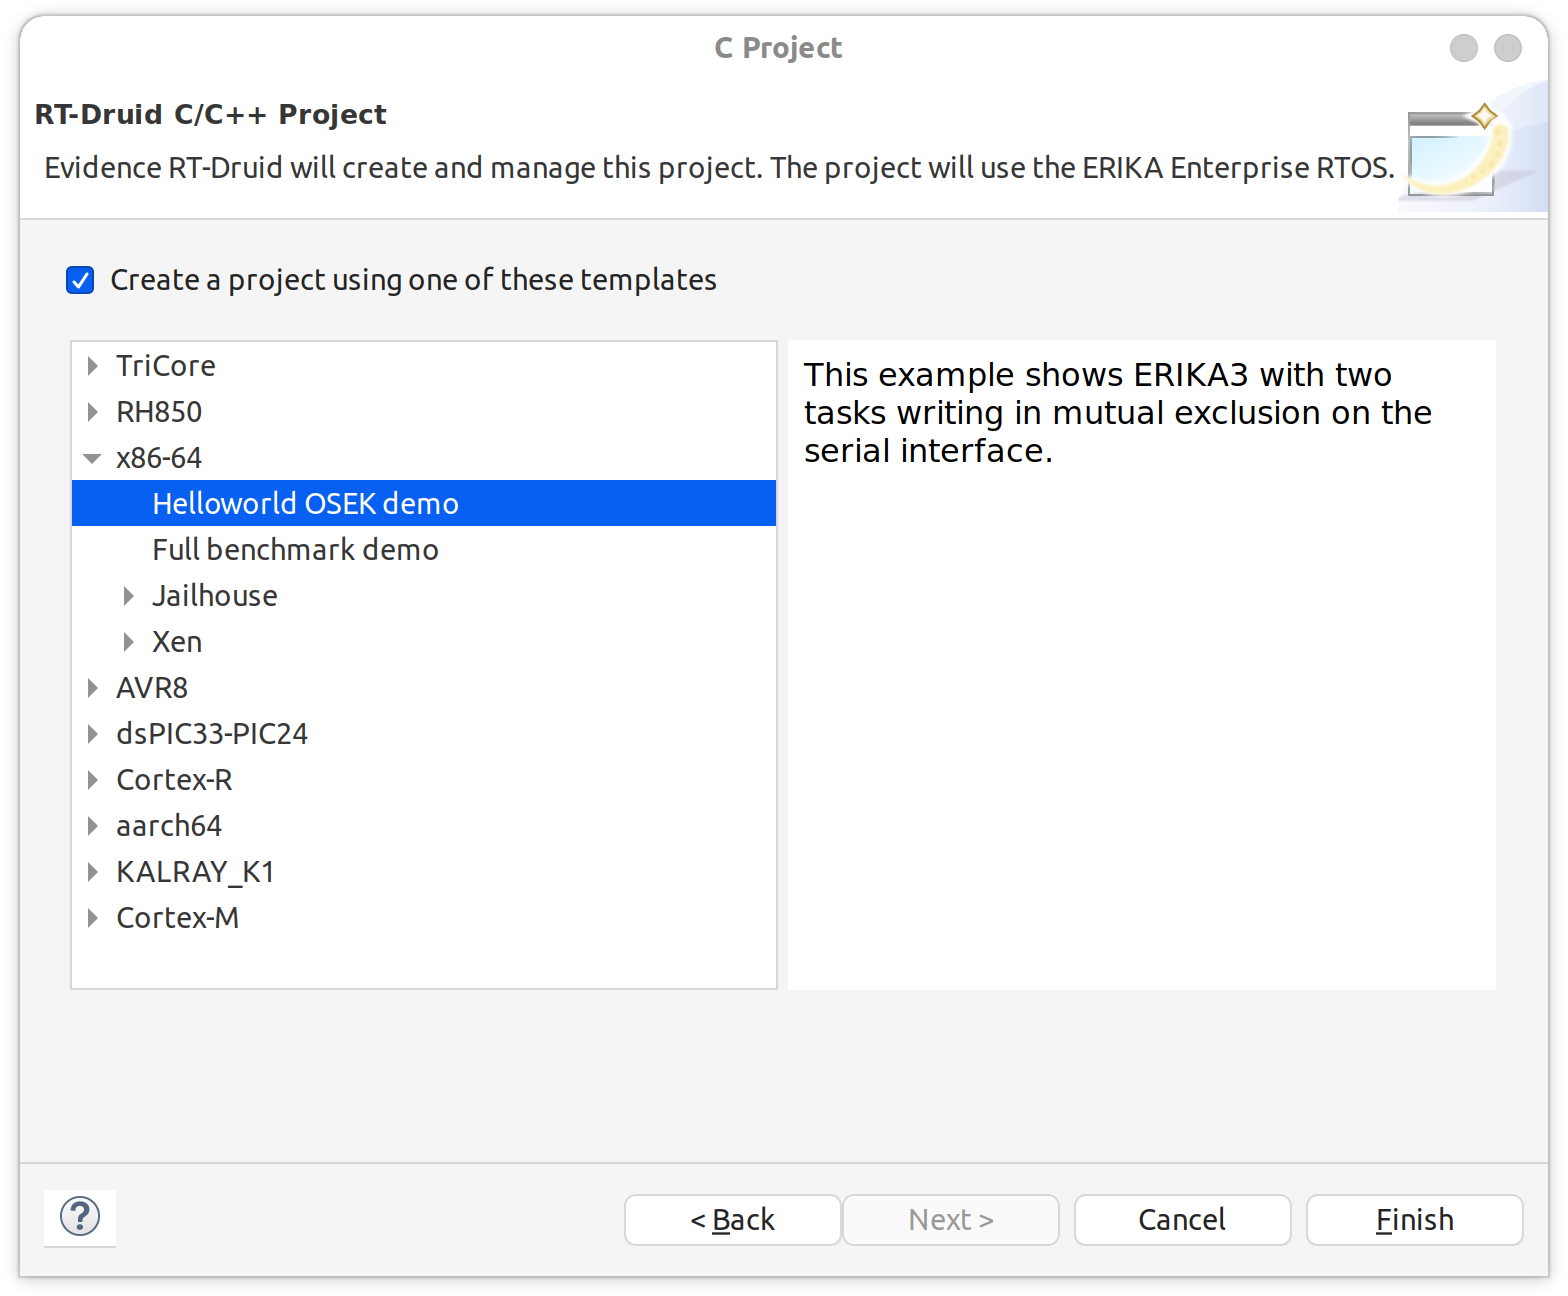 C Project
RT-Druid C/C++ Project
Evidence RT-Druid will create and manage this project. The project will use the ERIKA Enterprise RTOS.
Create a project using one of these templates
TriCore
RH850
x86-64
Helloworld OSEK demo
Full benchmark demo
Jailhouse
Xen
AVR8
dsPIC33-PIC24
Cortex-R
aarch64
KALRAY_K1
Cortex-M
This example shows ERIKA3 with two
tasks writing in mutual exclusion on the
serial interface.
?
< Back
Next >
Cancel
Finish